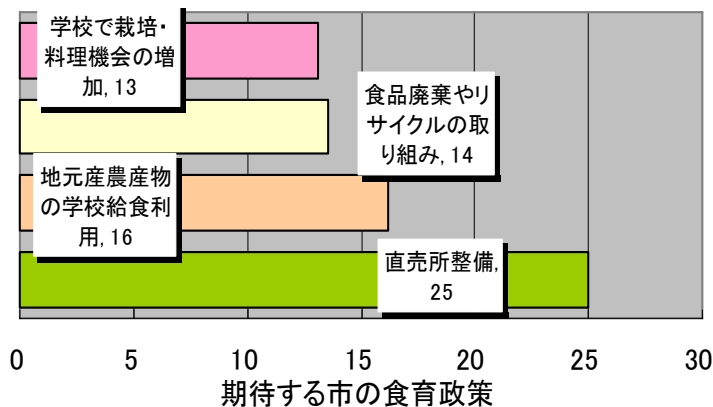 学校で栽培・
料理機会の増
加, 13
食品廃棄やリ
サイクルの取
り組み, 14
地元産農産物
の学校給食利
用, 16
直売所整備,
25
0 5 10 15 20 25 30
期待する市の食育政策